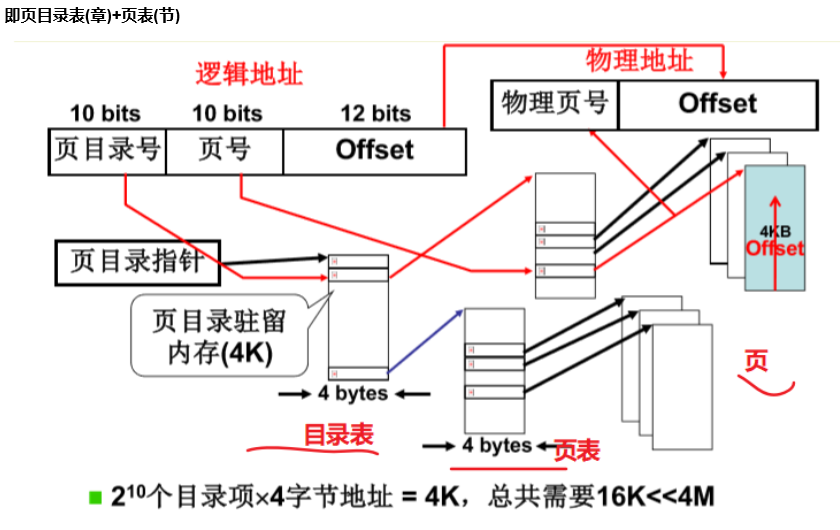 即页目录表(章)+页表(节)
逻辑地址
物理地址
10 bits
10 bits
12 bits
页目录号
页号
Offset
物理页号
Offset
页目录指针
4KB
Offset
页目录驻留
内存(4K)
4 bytes
目录表
4 bytes
页表
页
2¹⁰个目录项×4字节地址 = 4K，总共需要16K<<4M